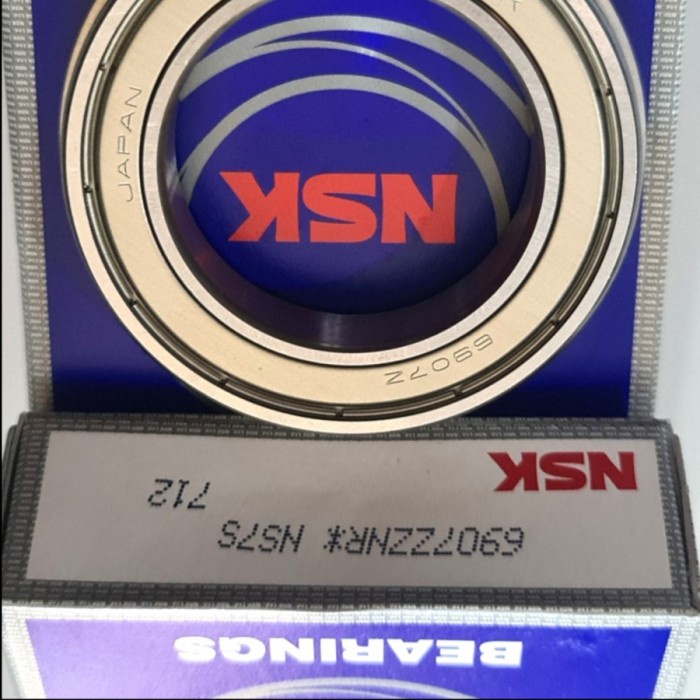 BEARINGS
6907ZZNR* NS7S
712
NSK
6907Z
NSK
JAPAN